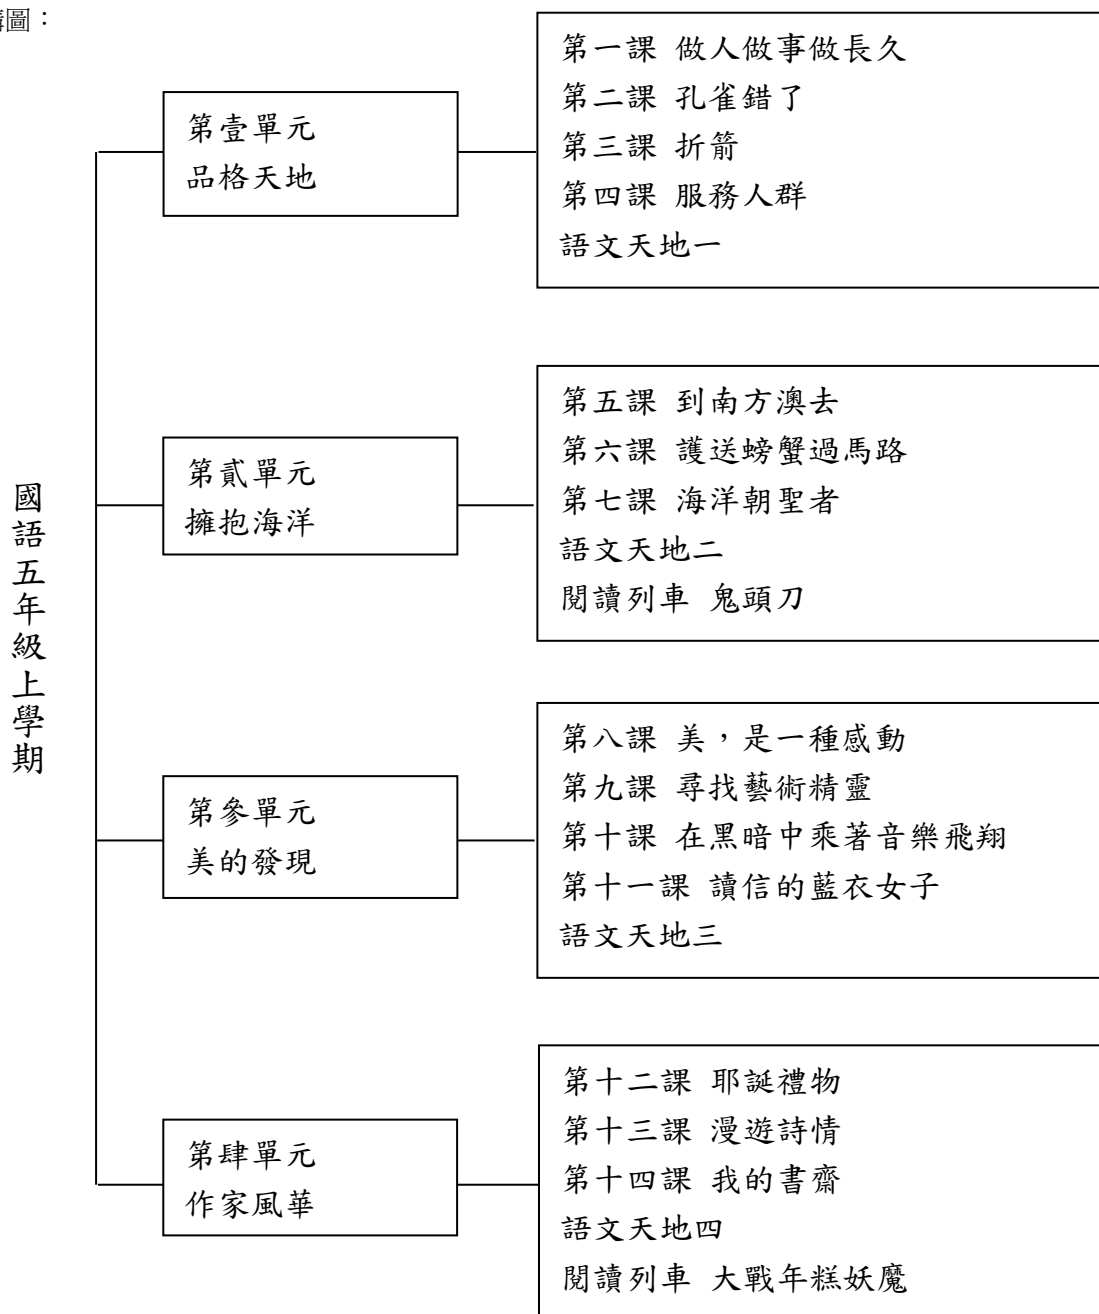 構圖：
國語五年級上學期
第壹單元
品格天地
第一課 做人做事做長久
第二課 孔雀錯了
第三課 折箭
第四課 服務人群
語文天地一
第貳單元
擁抱海洋
第五課 到南方澳去
第六課 護送螃蟹過馬路
第七課 海洋朝聖者
語文天地二
閱讀列車 鬼頭刀
第參單元
美的發現
第八課 美，是一種感動
第九課 尋找藝術精靈
第十課 在黑暗中乘著音樂飛翔
第十一課 讀信的藍衣女子
語文天地三
第肆單元
作家風華
第十二課 耶誕禮物
第十三課 漫遊詩情
第十四課 我的書齋
語文天地四
閱讀列車 大戰年糕妖魔